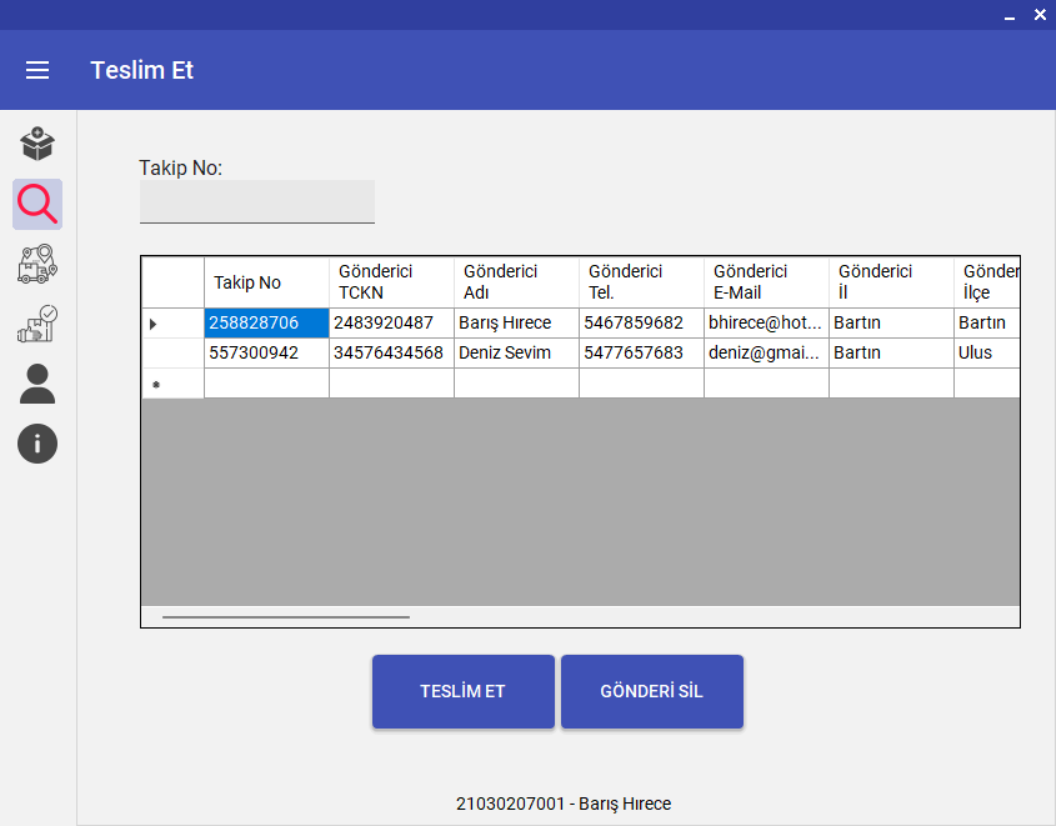 Teslim Et
Takip No:
Takip No Gönderici TCKN Gönderici Adı Gönderici Tel. Gönderici E-Mail Gönderici İl Gönder İlçe
258828706 2483920487 Barış Hırece 5467859682 bhirece@hot... Bartın Bartın
557300942 34576434568 Deniz Sevim 5477657683 deniz@gmai... Bartın Ulus
TESLİM ET GÖNDERİ SİL
21030207001 - Barış Hırece